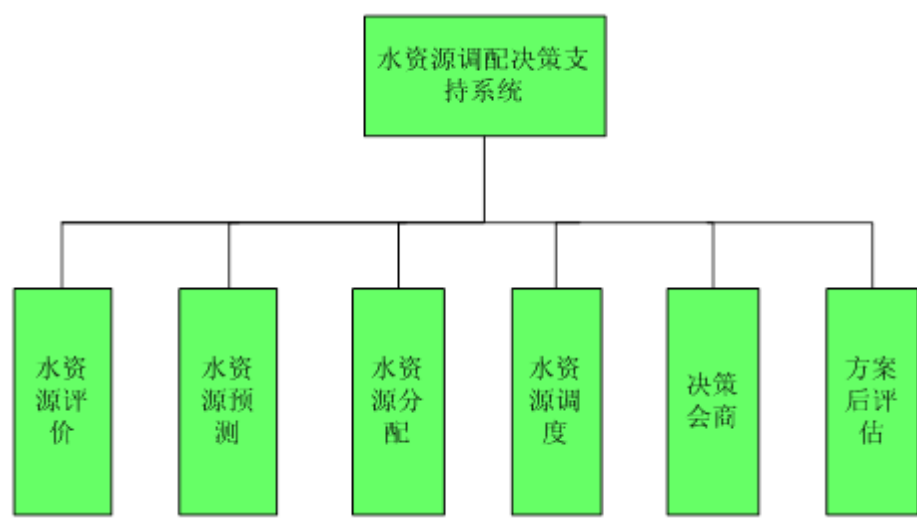 水资源调配决策支
持系统
水资
源评
价
水资
源预
测
水资
源分
配
水资
源调
度
决策
会商
方案
后评
估